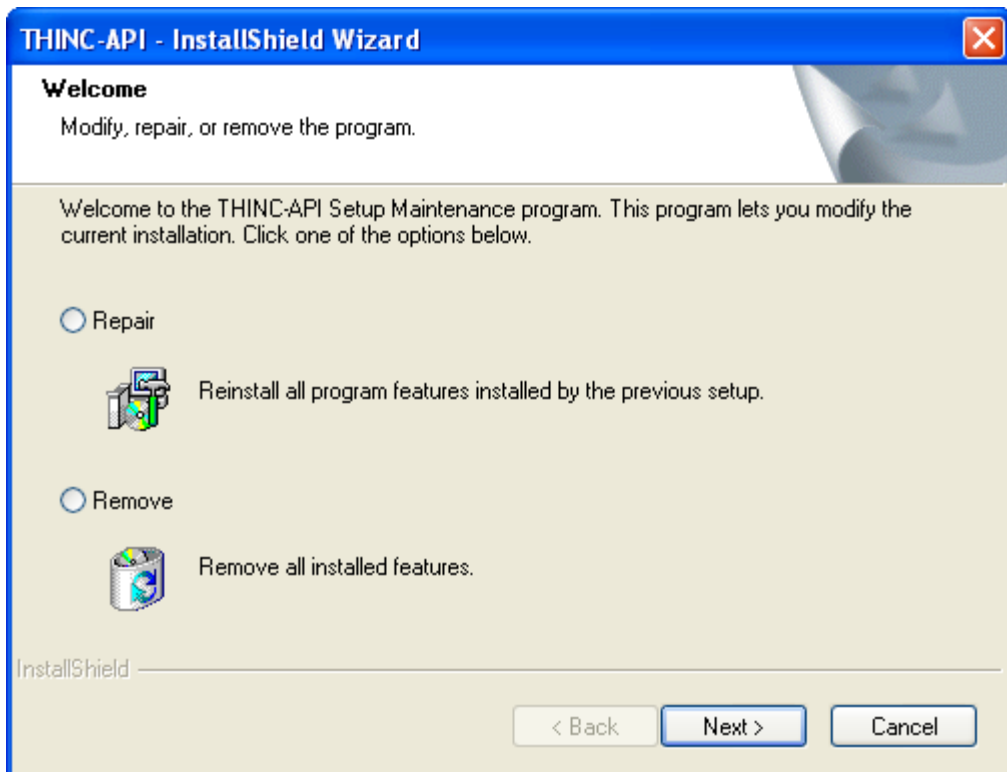 THINC-API - InstallShield Wizard
Welcome
Modify, repair, or remove the program.
Welcome to the THINC-API Setup Maintenance program. This program lets you modify the
current installation. Click one of the options below.
Repair
Reinstall all program features installed by the previous setup.
Remove
Remove all installed features.
InstallShield
< Back Next > Cancel